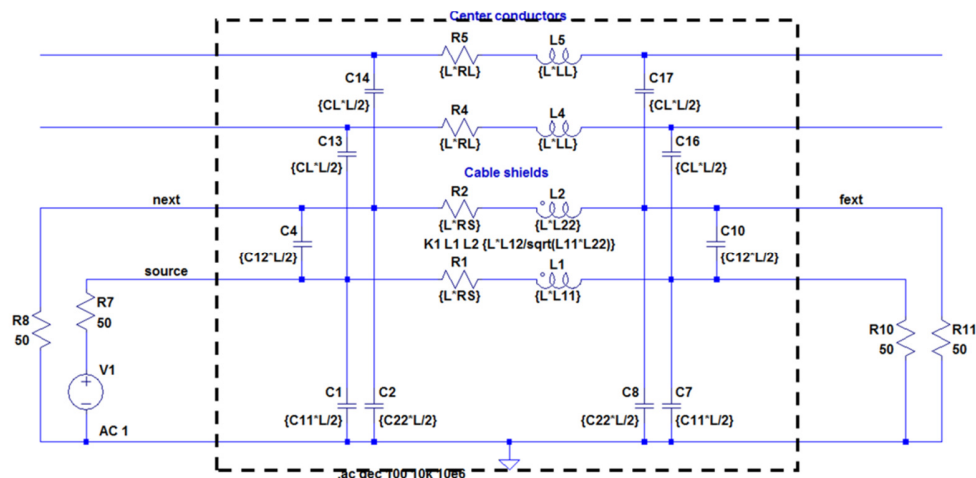 Center conductors
R5
L5
{L*RL}
{L*LL}
C14
{CL*L/2}
C17
{CL*L/2}
R4
L4
{L*RL}
{L*LL}
C13
{CL*L/2}
C16
{CL*L/2}
Cable shields
next
R2
L2
fext
{L*RS}
{L*L22}
C4
{C12*L/2}
K1 L1 L2 {L*L12/sqrt(L11*L22)}
C10
{C12*L/2}
source
R1
L1
{L*RS}
{L*L11}
R8
50
R7
50
R10
50
R11
50
V1
AC 1
C1
{C11*L/2}
C2
{C22*L/2}
C8
{C22*L/2}
C7
{C11*L/2}
.ac dec 100 10k 10e6